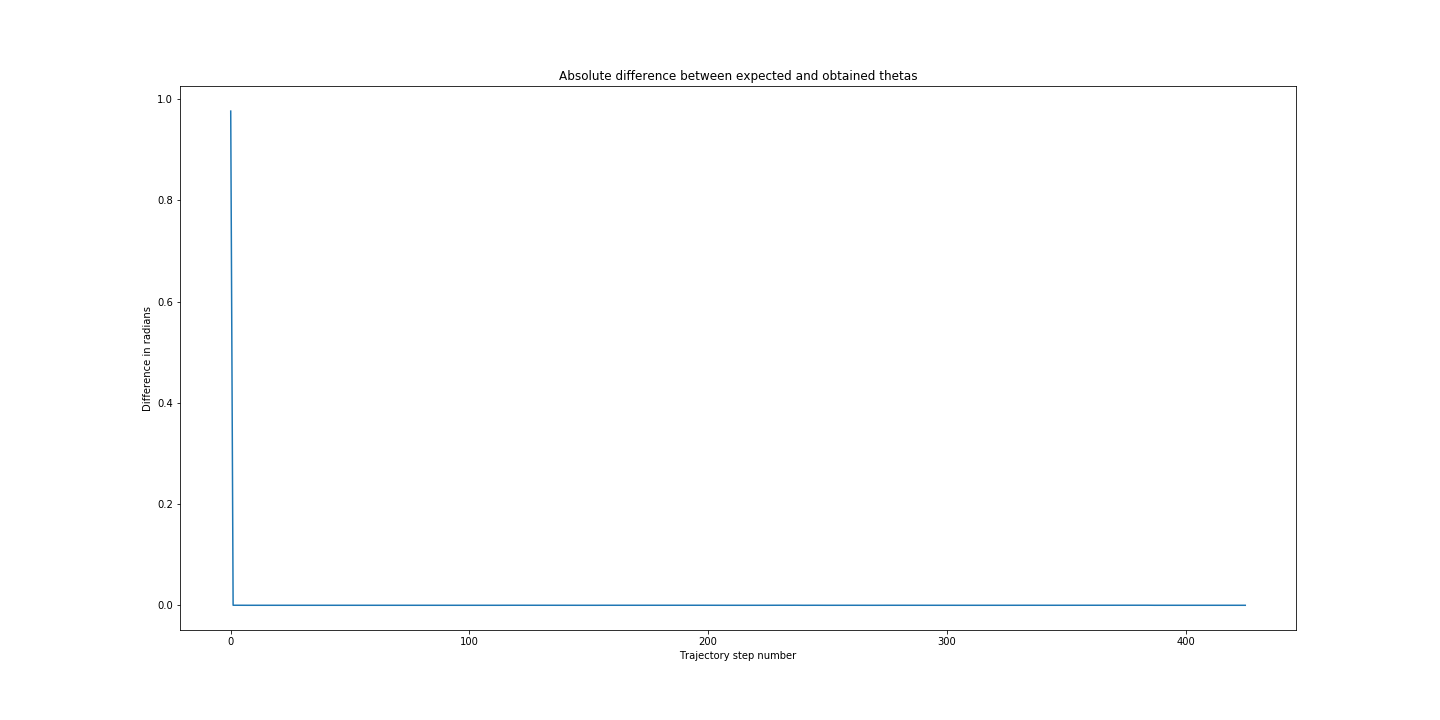 Absolute difference between expected and obtained thetas
1.0
0.8
0.6
0.4
0.2
0.0
Difference in radians
0 100 200 300 400
Trajectory step number